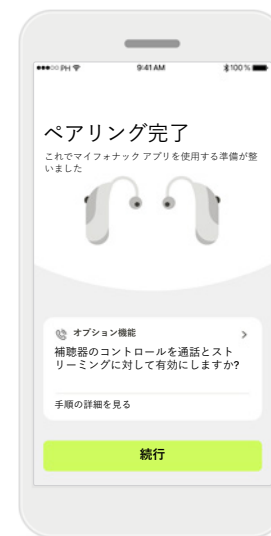 ●●●○○ PH 9:41 AM 100 %
ペアリング完了
これでマイフォナック アプリを使用する準備が整
いました
オプション機能
補聴器のコントロールを通話とスト
リーミングに対して有効にしますか?
手順の詳細を見る
続行